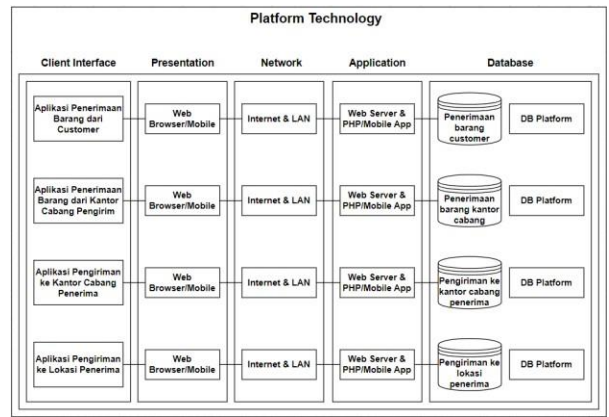 Platform Technology
Client Interface
Presentation
Network
Application
Database
Aplikasi Penerimaan
Barang dari
Customer
Web
Browser/Mobile
Internet & LAN
Web Server &
PHP/Mobile App
Penerimaan
barang
customer
DB Platform
Aplikasi Penerimaan
Barang dari Kantor
Cabang Pengirim
Web
Browser/Mobile
Internet & LAN
Web Server &
PHP/Mobile App
Penerimaan
barang kantor
cabang
DB Platform
Aplikasi Pengiriman
ke Kantor Cabang
Penerima
Web
Browser/Mobile
Internet & LAN
Web Server &
PHP/Mobile App
Pengiriman ke
kantor cabang
penerima
DB Platform
Aplikasi Pengiriman
ke Lokasi Penerima
Web
Browser/Mobile
Internet & LAN
Web Server &
PHP/Mobile App
Pengiriman ke
lokasi
penerima
DB Platform